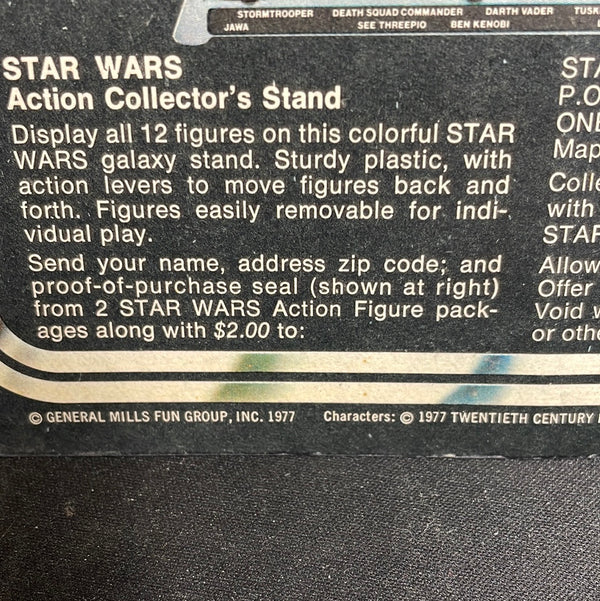 STORMTROOPER DEATH SQUAD COMMANDER DARTH VADER TUSK
JAWA SEE THREEPIO BEN KENOBI
STAR WARS
Action Collector's Stand
Display all 12 figures on this colorful STAR
WARS galaxy stand. Sturdy plastic, with
action levers to move figures back and
forth. Figures easily removable for indi-
vidual play.
Send your name, address zip code; and
proof-of-purchase seal (shown at right)
from 2 STAR WARS Action Figure pack-
ages along with $2.00 to:
STA
P.O
ONE
Map
Colle
with
STAR
Allow
Offer
Void w
or othe
© GENERAL MILLS FUN GROUP, INC. 1977 Characters: © 1977 TWENTIETH CENTURY